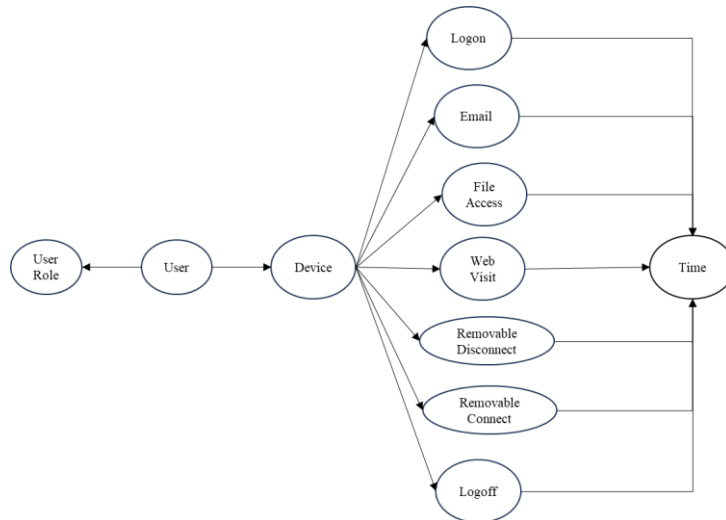 Logon
Email
File
Access
User
Role
User
Device
Web
Visit
Time
Removable
Disconnect
Removable
Connect
Logoff